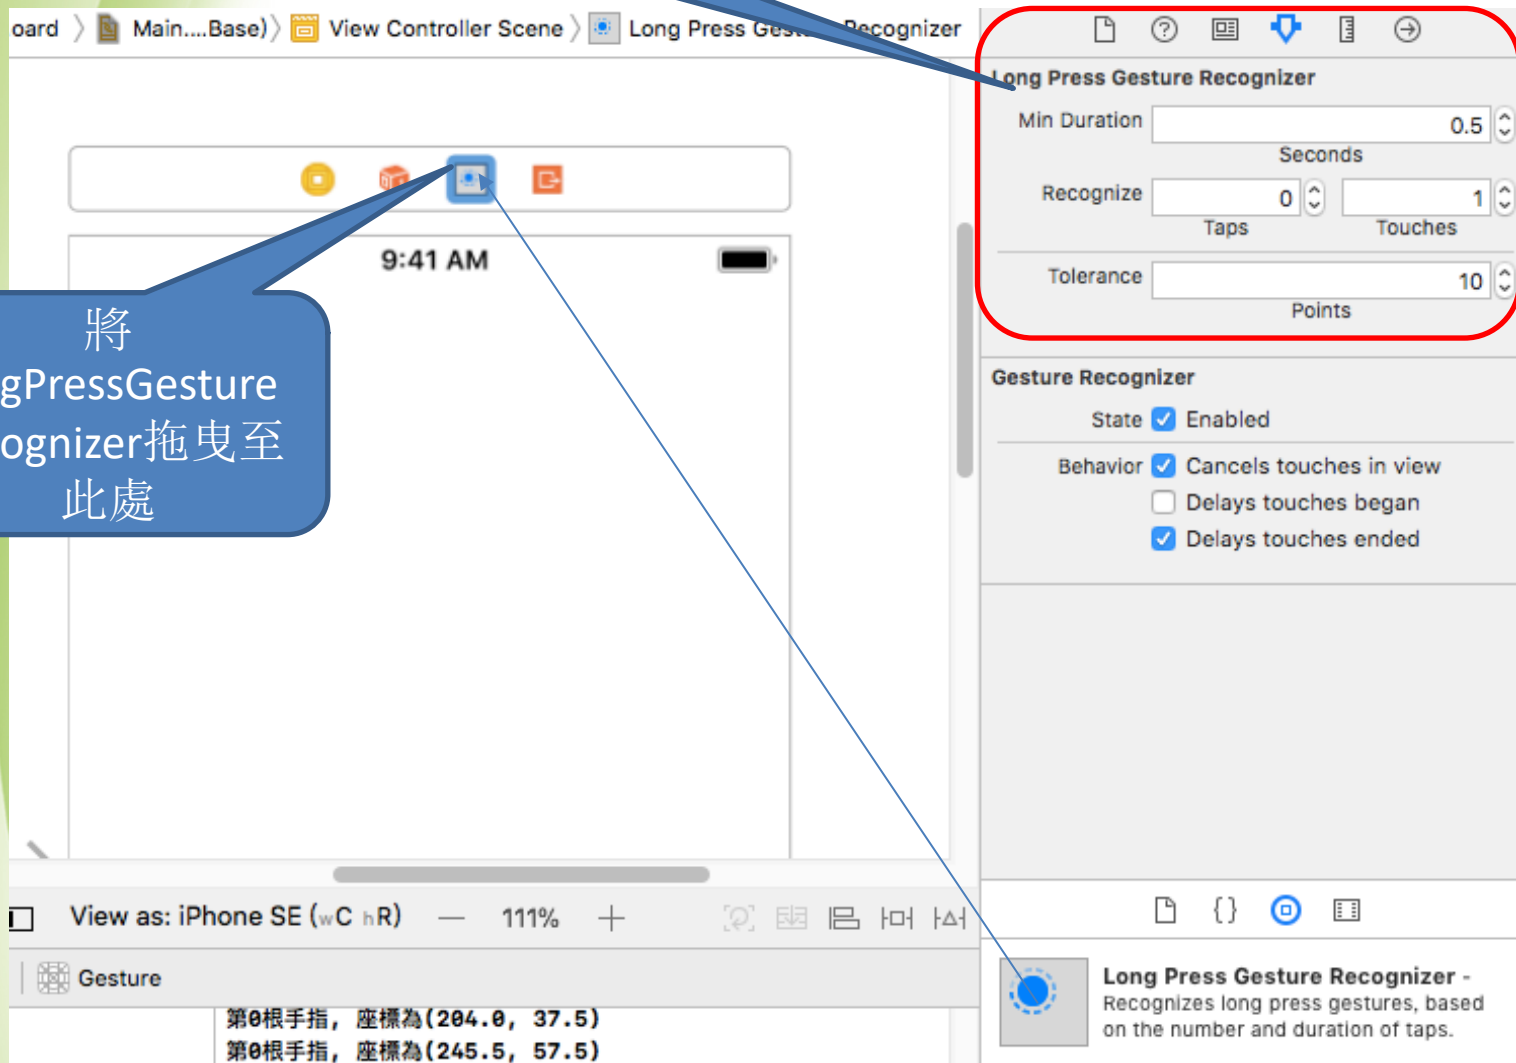 oard 〉 Main....Base)) 〉 View Controller Scene 〉 Long Press Gesture Recognizer
9:41 AM
將
gPressGesture
ognizer拖曳至
此處
Long Press Gesture Recognizer
Min Duration 0.5
Seconds
Recognize 0 1
Taps Touches
Tolerance 10
Points
Gesture Recognizer
State Enabled
Behavior Cancels touches in view
Delays touches began
Delays touches ended
View as: iPhone SE (wC hR) — 111% +
Gesture
第0根手指, 座標為(204.0, 37.5)
第0根手指, 座標為(245.5, 57.5)
{}
Long Press Gesture Recognizer -
Recognizes long press gestures, based
on the number and duration of taps.